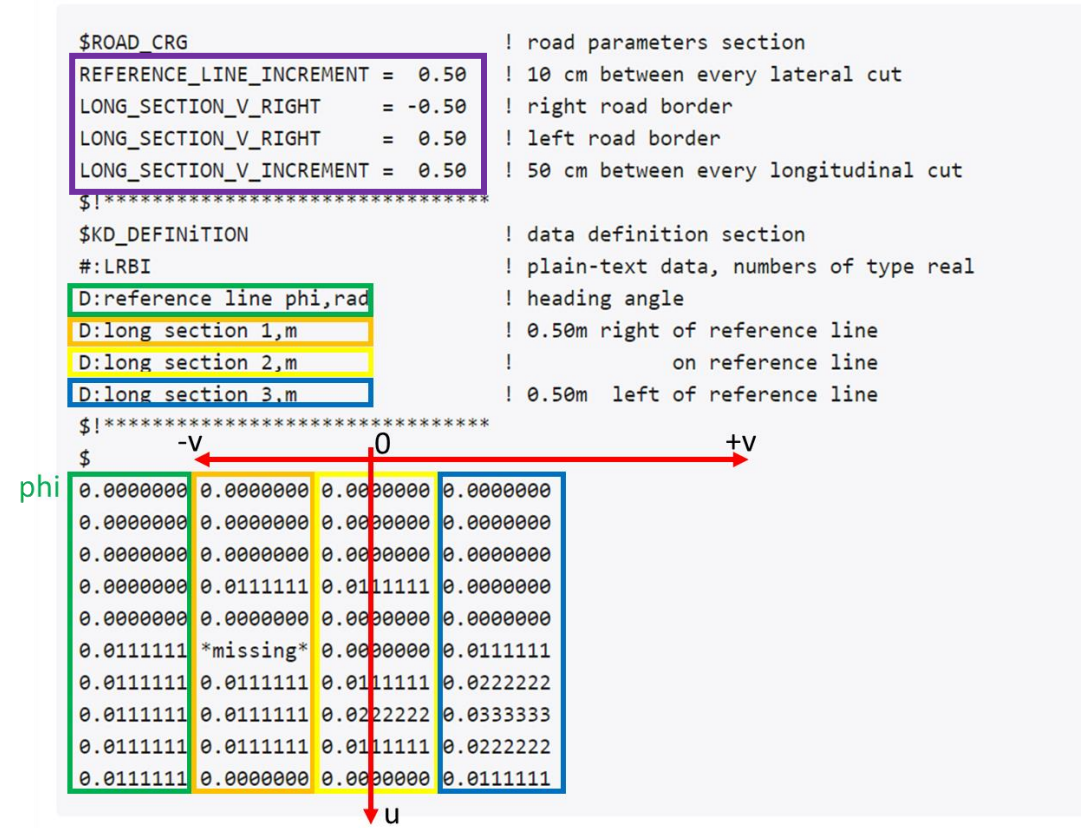 $ROAD_CRG ! road parameters section
REFERENCE_LINE_INCREMENT = 0.50 ! 10 cm between every lateral cut
LONG_SECTION_V_RIGHT = -0.50 ! right road border
LONG_SECTION_V_RIGHT = 0.50 ! left road border
LONG_SECTION_V_INCREMENT = 0.50 ! 50 cm between every longitudinal cut
$!********************************
$KD_DEFINiTION ! data definition section
#:LRBI ! plain-text data, numbers of type real
D:reference line phi,rad ! heading angle
D:long section 1,m ! 0.50m right of reference line
D:long section 2,m ! on reference line
D:long section 3,m ! 0.50m left of reference line
$!********************************
-v 0 +v
$
phi 0.0000000 0.0000000 0.0000000 0.0000000
0.0000000 0.0000000 0.0000000 0.0000000
0.0000000 0.0000000 0.0000000 0.0000000
0.0000000 0.0111111 0.0111111 0.0000000
0.0000000 0.0000000 0.0000000 0.0000000
0.0111111 *missing* 0.0000000 0.0111111
0.0111111 0.0111111 0.0111111 0.0222222
0.0111111 0.0111111 0.0222222 0.0333333
0.0111111 0.0111111 0.0111111 0.0222222
0.0111111 0.0000000 0.0000000 0.0111111
u